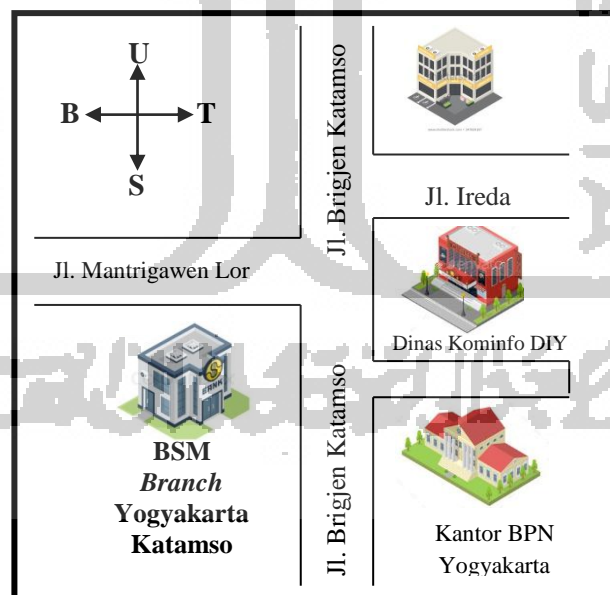 U
B
T
S
Jl. Brigjen Katamso
Jl. Ireda
Jl. Mantrigawen Lor
Dinas Kominfo DIY
BANK
BSM
Branch
Yogyakarta
Katamso
Jl. Brigjen Katamso
Kantor BPN
Yogyakarta